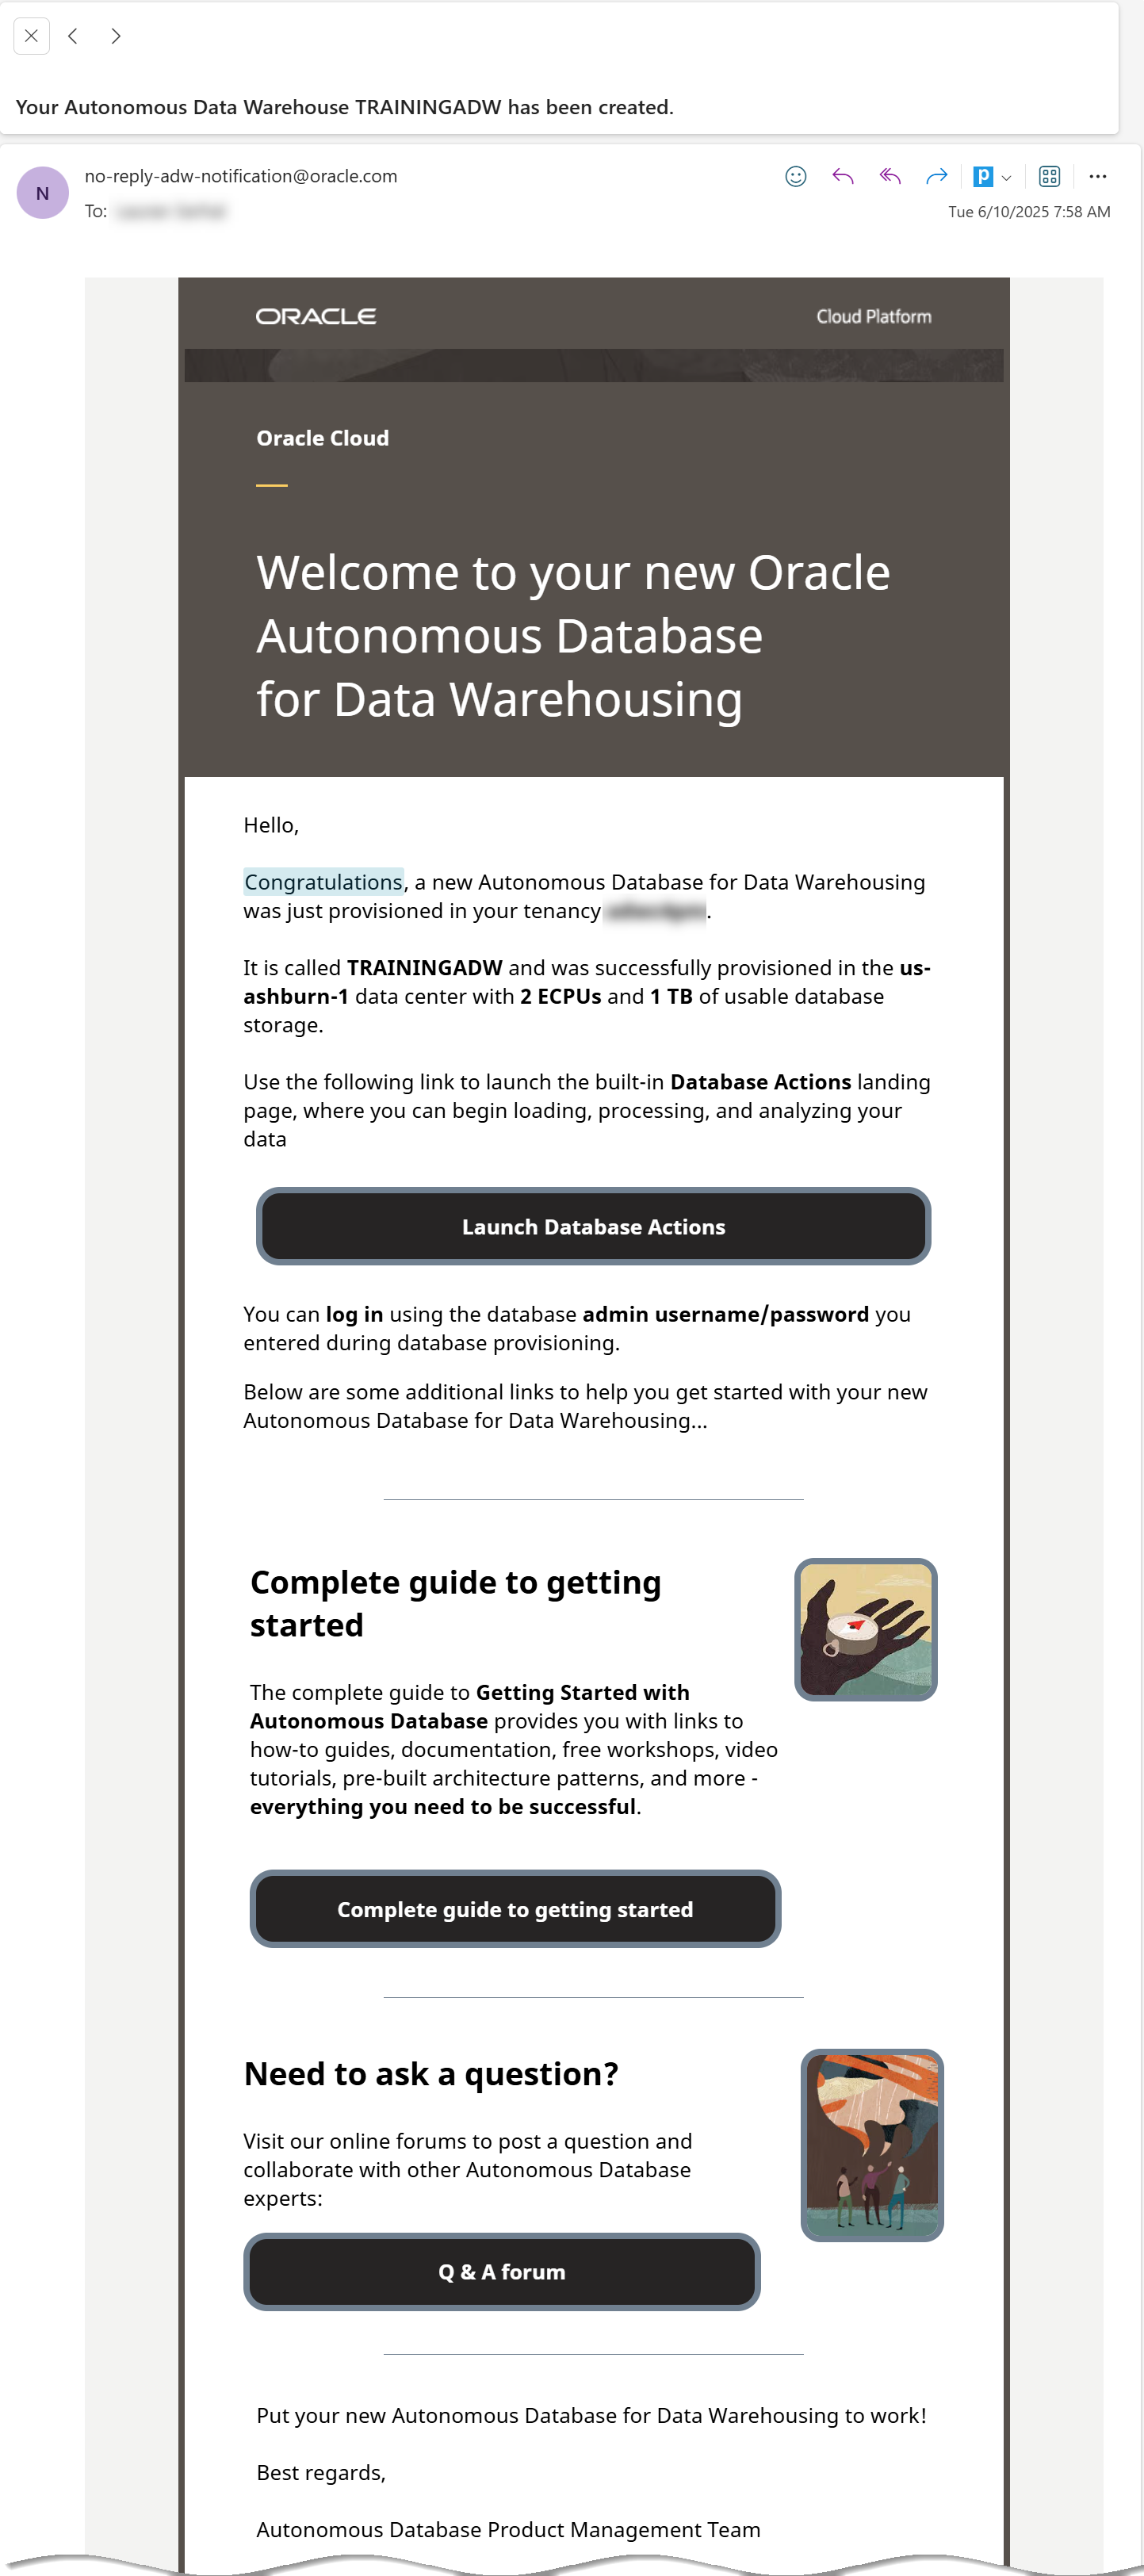 Your Autonomous Data Warehouse TRAININGADW has been created.
N
no-reply-adw-notification@oracle.com
To:
Tue 6/10/2025 7:58 AM
ORACLE
Cloud Platform
Oracle Cloud
Welcome to your new Oracle
Autonomous Database
for Data Warehousing
Hello,
Congratulations, a new Autonomous Database for Data Warehousing
was just provisioned in your tenancy .
It is called TRAININGADW and was successfully provisioned in the us-
ashburn-1 data center with 2 ECPUs and 1 TB of usable database
storage.
Use the following link to launch the built-in Database Actions landing
page, where you can begin loading, processing, and analyzing your
data
Launch Database Actions
You can log in using the database admin username/password you
entered during database provisioning.
Below are some additional links to help you get started with your new
Autonomous Database for Data Warehousing...
Complete guide to getting
started
The complete guide to Getting Started with
Autonomous Database provides you with links to
how-to guides, documentation, free workshops, video
tutorials, pre-built architecture patterns, and more -
everything you need to be successful.
Complete guide to getting started
Need to ask a question?
Visit our online forums to post a question and
collaborate with other Autonomous Database
experts:
Q & A forum
Put your new Autonomous Database for Data Warehousing to work!
Best regards,
Autonomous Database Product Management Team